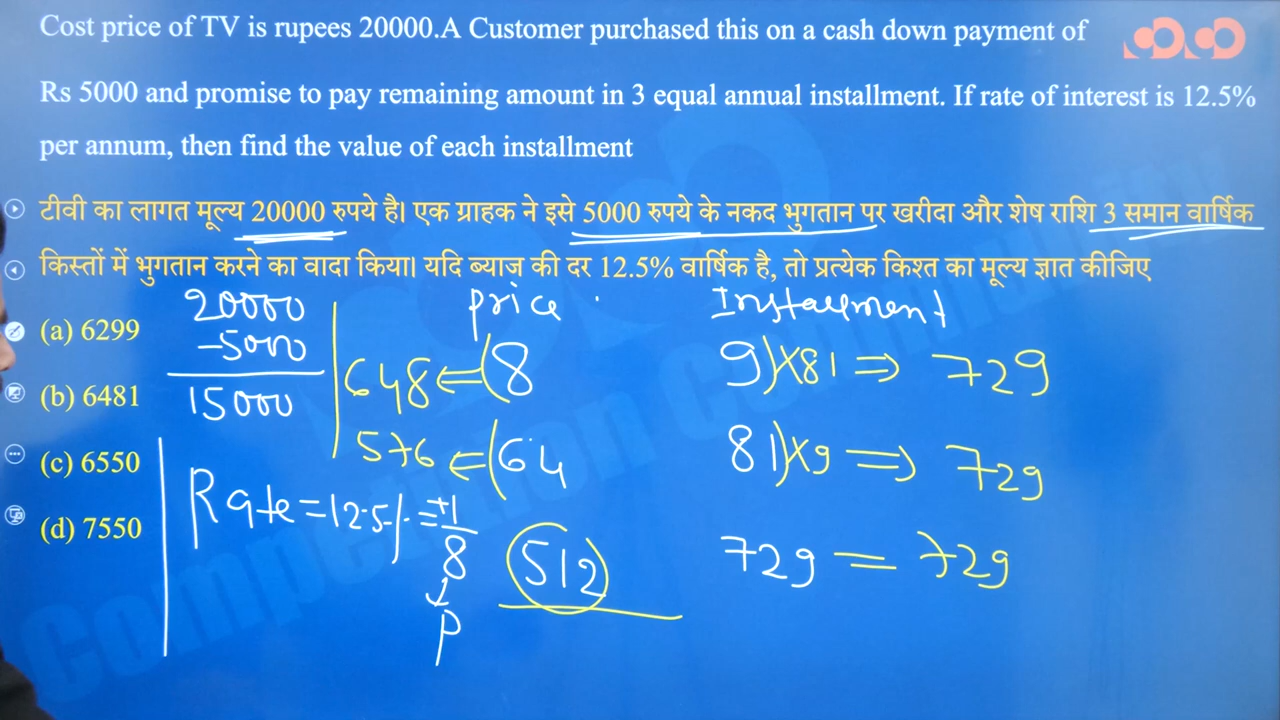 Cost price of TV is rupees 20000.A Customer purchased this on a cash down payment of
Rs 5000 and promise to pay remaining amount in 3 equal annual installment. If rate of interest is 12.5%
per annum, then find the value of each installment
टीवी का लागत मूल्य 20000 रुपये है। एक ग्राहक ने इसे 5000 रुपये के नकद भुगतान पर खरीदा और शेष राशि 3 समान वार्षिक
किस्तों में भुगतान करने का वादा किया। यदि ब्याज की दर 12.5% वार्षिक है, तो प्रत्येक किश्त का मूल्य ज्ञात कीजिए
(a) 6299
(b) 6481
(c) 6550
(d) 7550
20000
-5000
15000
Rate=12.5/.=+1/8
P
price Installment
648⇐(8 9)×81 ⇒ 729
576⇐(64 81)×9 ⇒ 729
512 729 = 729
Competition Community